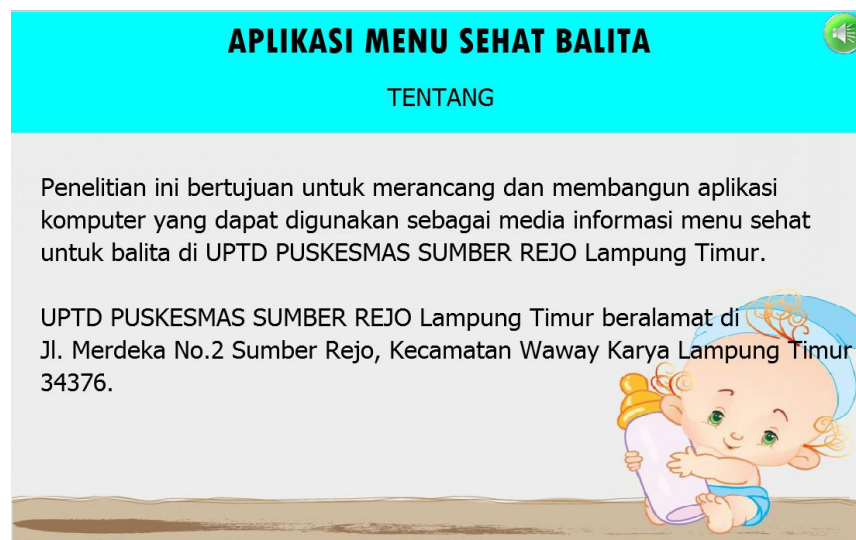 APLIKASI MENU SEHAT BALITA
TENTANG
Penelitian ini bertujuan untuk merancang dan membangun aplikasi
komputer yang dapat digunakan sebagai media informasi menu sehat
untuk balita di UPTD PUSKESMAS SUMBER REJO Lampung Timur.
UPTD PUSKESMAS SUMBER REJO Lampung Timur beralamat di
Jl. Merdeka No.2 Sumber Rejo, Kecamatan Waway Karya Lampung Timur
34376.